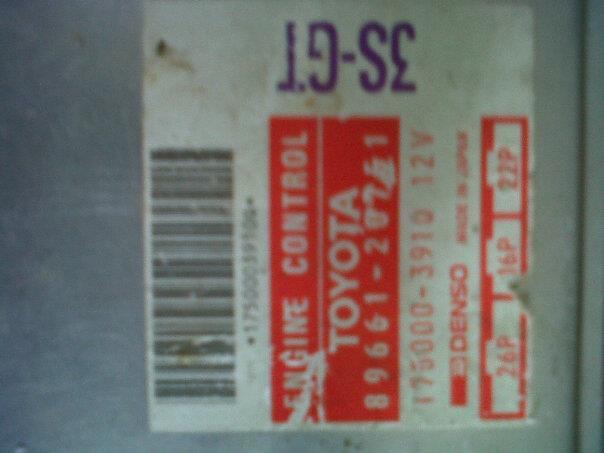 3S-GT
ENGINE CONTROL
TOYOTA
89661-20741
175000-3910 12V
DENSO MADE IN JAPAN
26P 16P 22P